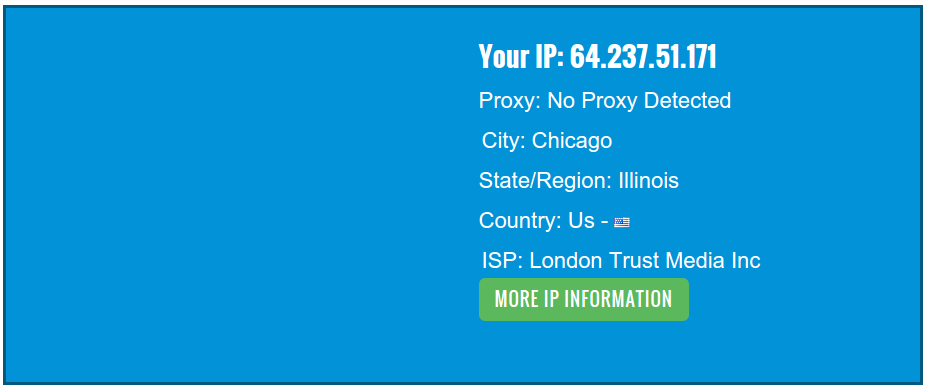 Your IP: 64.237.51.171
Proxy: No Proxy Detected
City: Chicago
State/Region: Illinois
Country: Us -
ISP: London Trust Media Inc
MORE IP INFORMATION